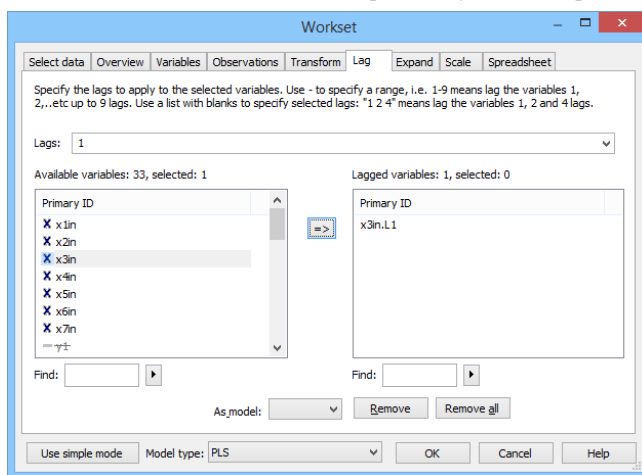 Workset
Select data Overview Variables Observations Transform Lag Expand Scale Spreadsheet
Specify the lags to apply to the selected variables. Use - to specify a range, i.e. 1-9 means lag the variables 1,
2,..etc up to 9 lags. Use a list with blanks to specify selected lags: "1 2 4" means lag the variables 1, 2 and 4 lags.
Lags: 1
Available variables: 33, selected: 1 Lagged variables: 1, selected: 0
Primary ID Primary ID
X x1in => x3in.L1
X x2in
X x3in
X x4in
X x5in
X x6in
X x7in
y1
Find: Find:
As model: Remove Remove all
Use simple mode Model type: PLS OK Cancel Help